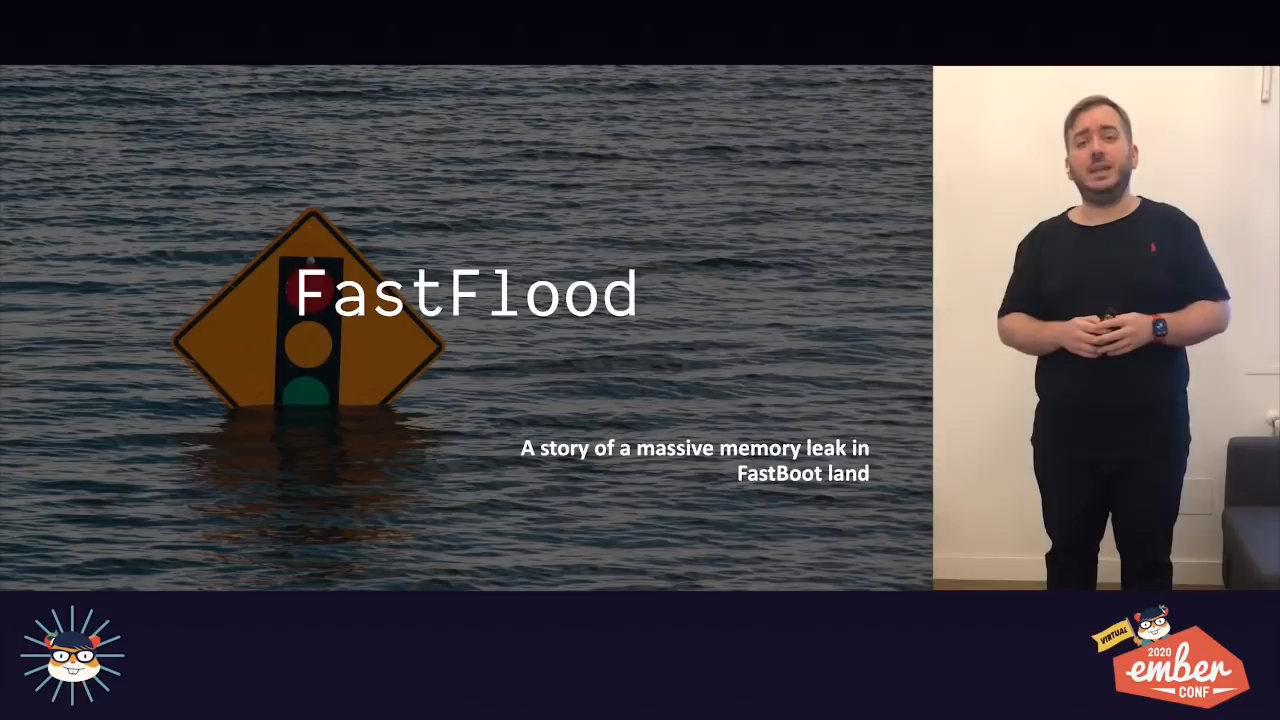 FastFlood
A story of a massive memory leak in
FastBoot land
VIRTUAL
2020
ember
CONF